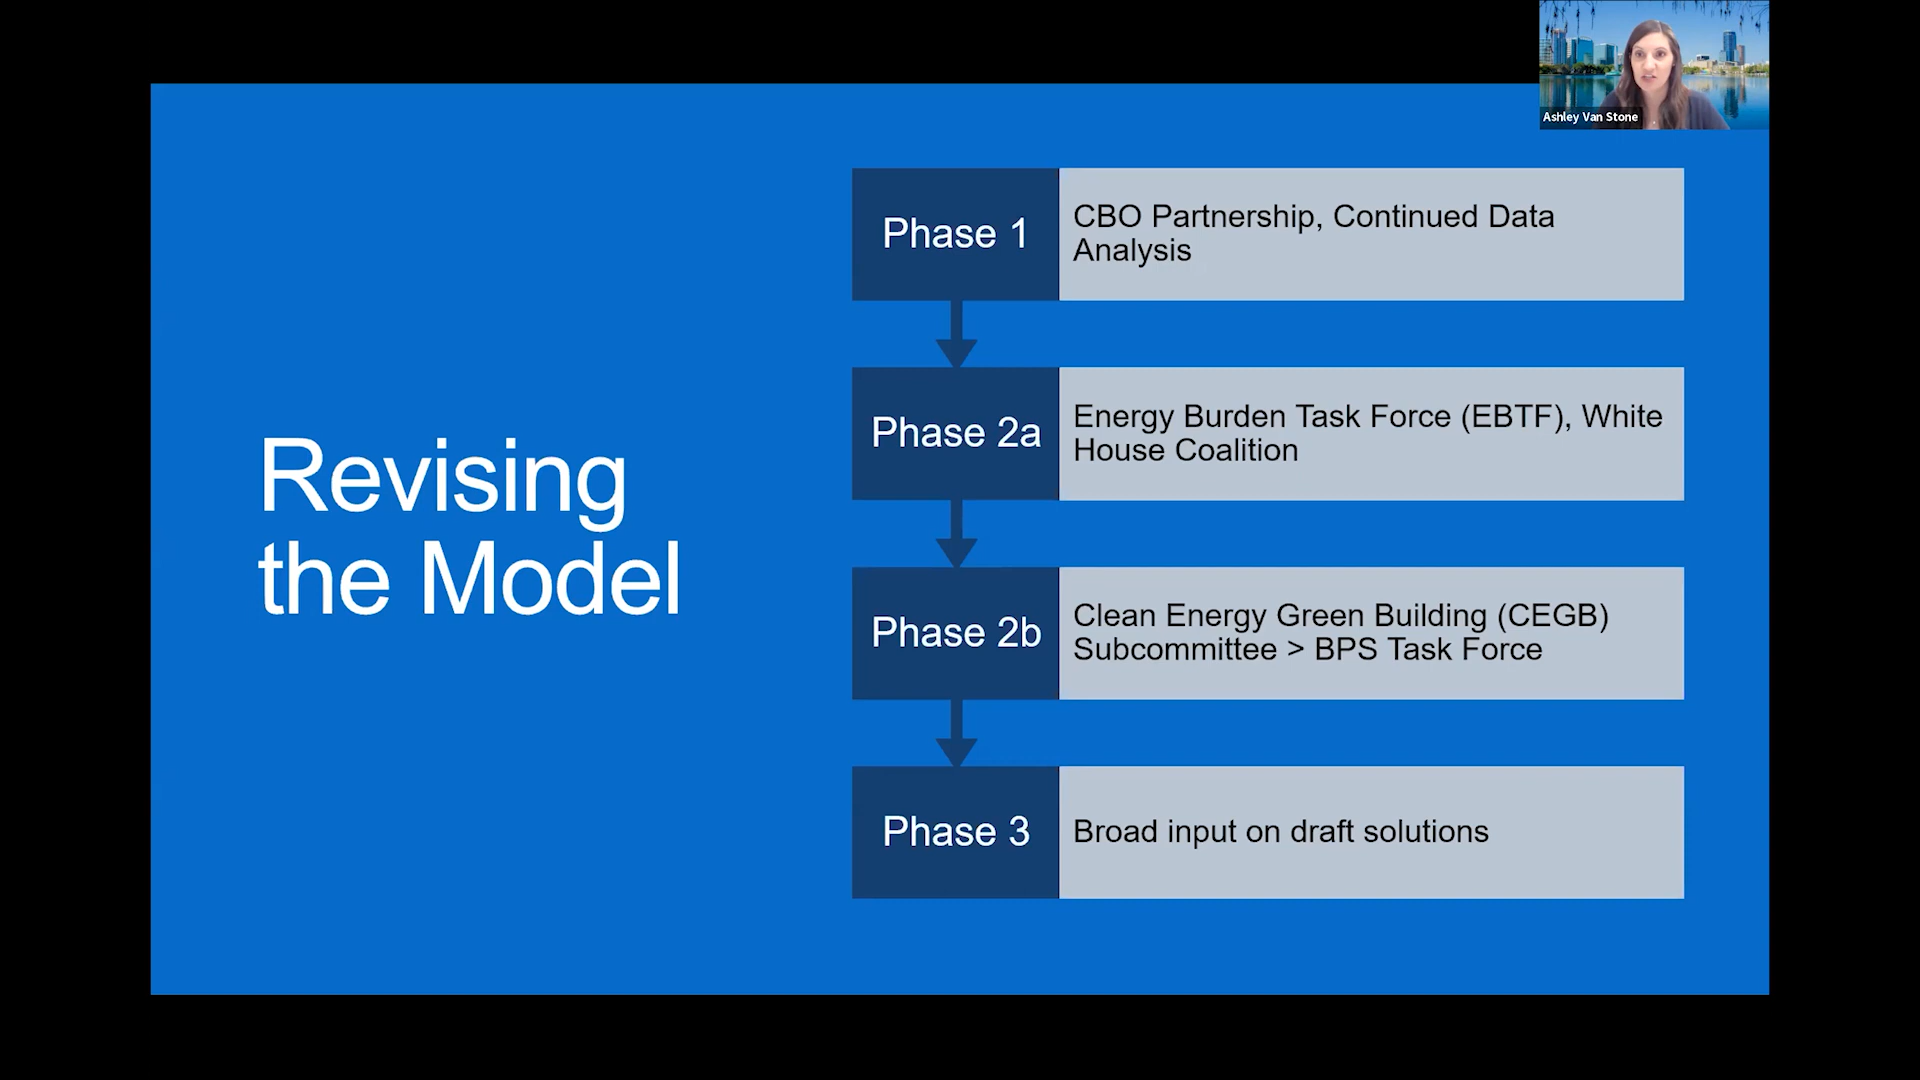 Ashley Van Stone
Revising
the Model
Phase 1
CBO Partnership, Continued Data
Analysis
Phase 2a
Energy Burden Task Force (EBTF), White
House Coalition
Phase 2b
Clean Energy Green Building (CEGB)
Subcommittee > BPS Task Force
Phase 3
Broad input on draft solutions